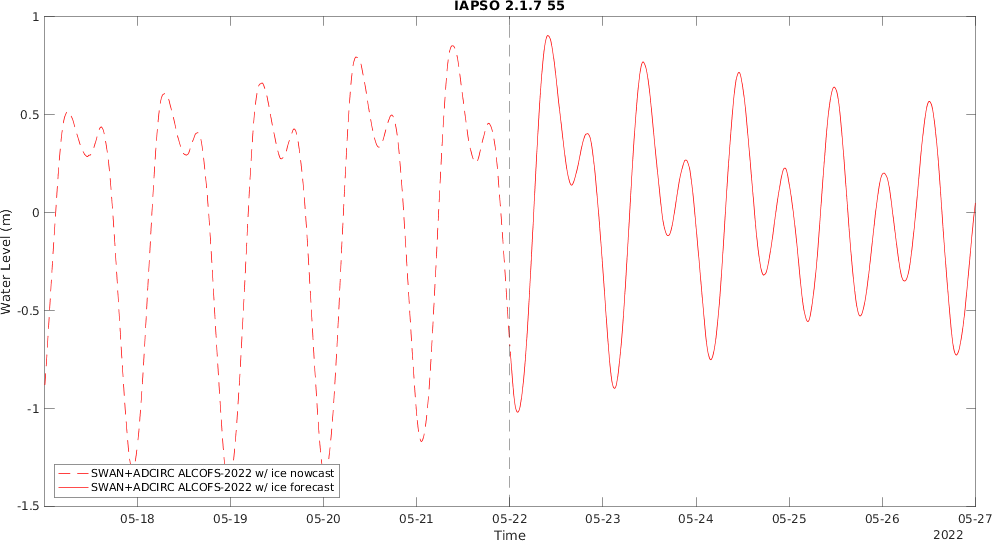 IAPSO 2.1.7 55
Water Level (m)
1
0.5
0
-0.5
-1
-1.5
SWAN+ADCIRC ALCOFS-2022 w/ ice nowcast
SWAN+ADCIRC ALCOFS-2022 w/ ice forecast
05-18 05-19 05-20 05-21 05-22 05-23 05-24 05-25 05-26 05-27
Time
2022